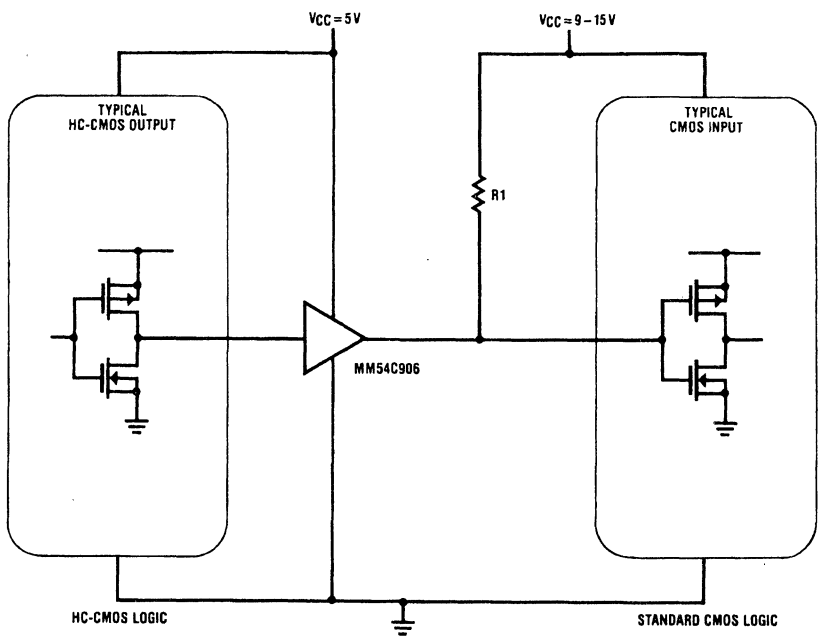 VCC = 5V
VCC = 9-15V
TYPICAL
HC-CMOS OUTPUT
TYPICAL
CMOS INPUT
R1
MM54C906
HC-CMOS LOGIC
STANDARD CMOS LOGIC